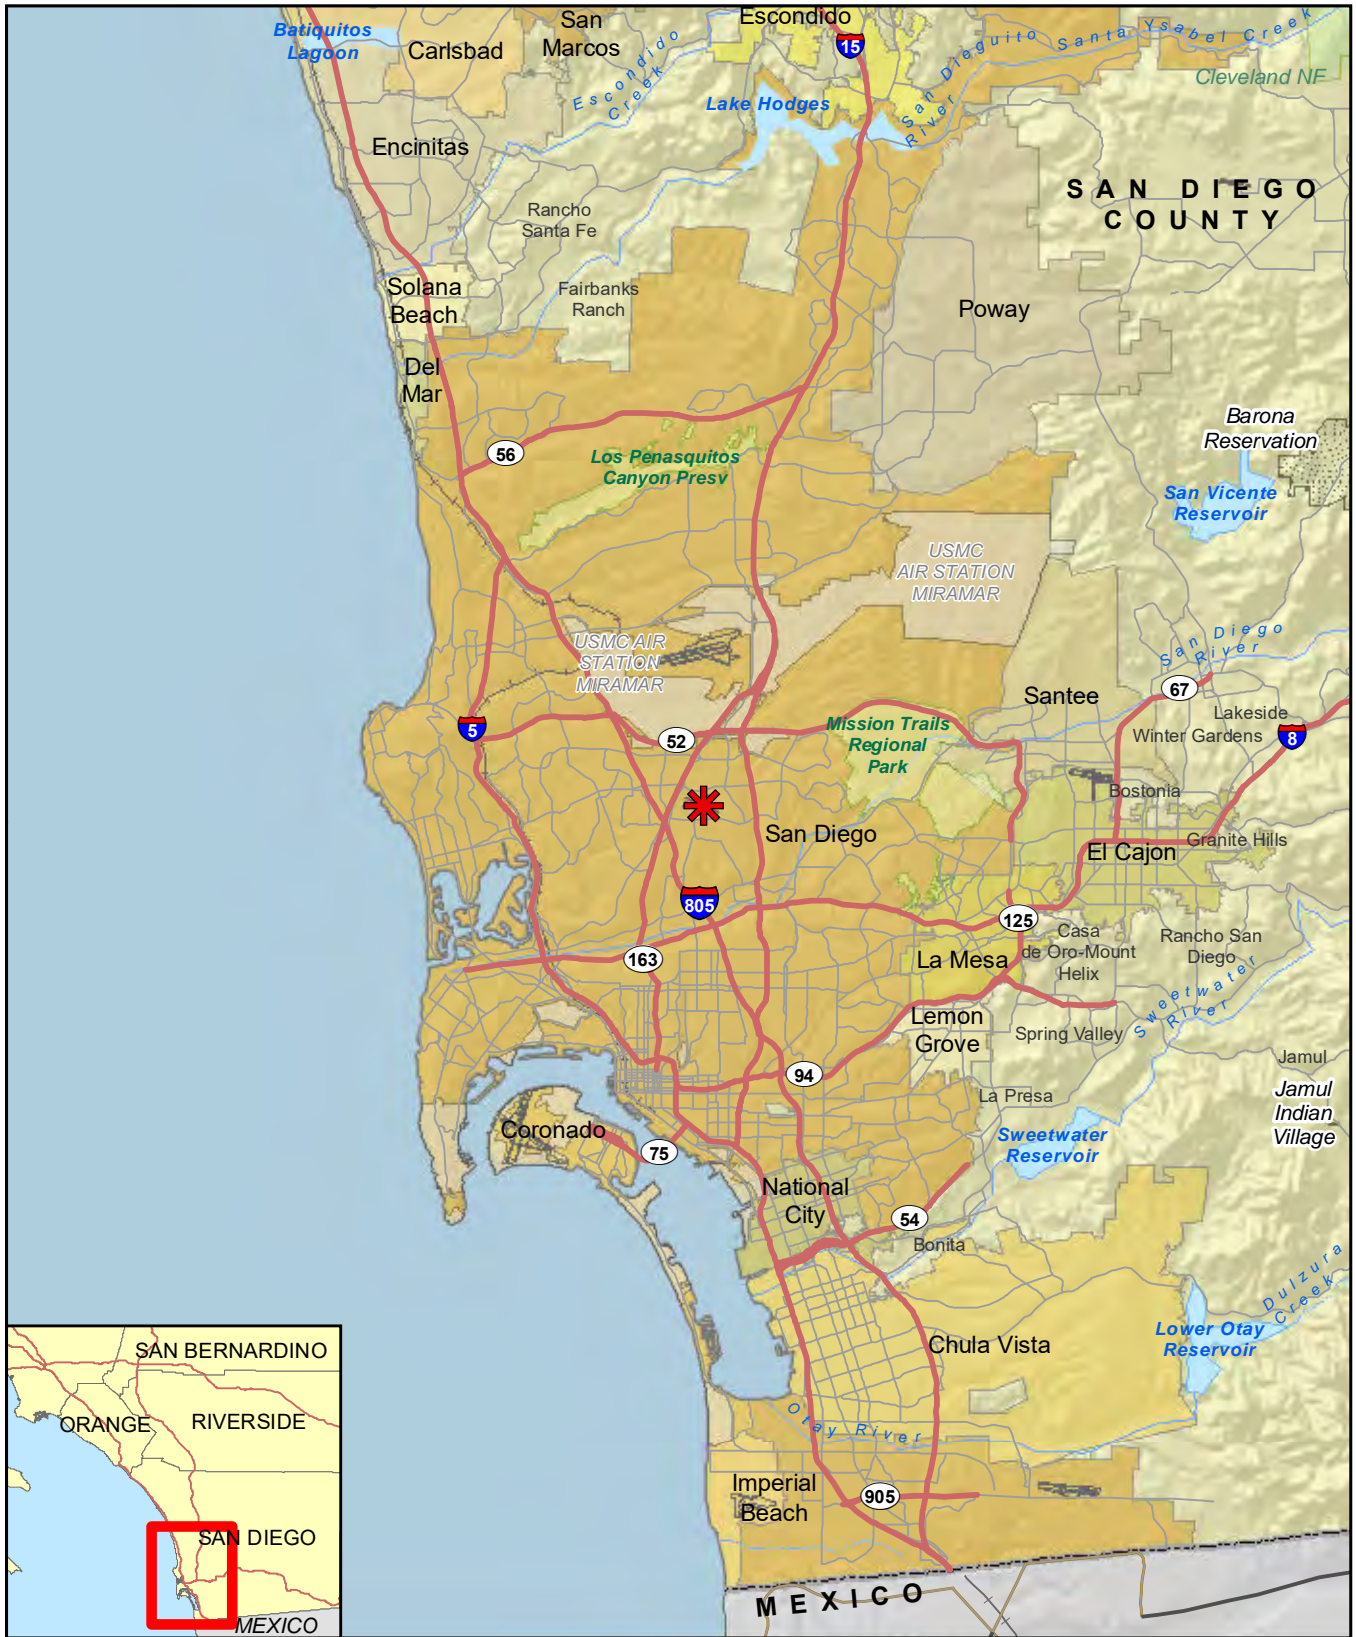 Batiquitos
Lagoon
Carlsbad
San
Marcos
Escondido
15
Escondido
Creek
Lake Hodges
San Dieguito
River
Santa Ysabel Creek
Cleveland NF
Encinitas
SAN DIEGO
COUNTY
Rancho
Santa Fe
Solana
Beach
Fairbanks
Ranch
Poway
Del
Mar
Barona
Reservation
56
Los Penasquitos
Canyon Presv
San Vicente
Reservoir
USMC
AIR STATION
MIRAMAR
USMC AIR
STATION
MIRAMAR
San Diego
River
Santee
67
Lakeside
Winter Gardens
8
5
52
Mission Trails
Regional
Park
Bostonia
San Diego
Granite Hills
El Cajon
805
125
163
La Mesa
Casa
de Oro-Mount
Helix
Rancho San
Diego
Sweetwater
River
Lemon
Grove
Spring Valley
94
Jamul
La Presa
Jamul
Indian
Village
Coronado
75
Sweetwater
Reservoir
National
City
54
Bonita
Dulzura
Creek
Lower Otay
Reservoir
Chula Vista
Otay River
Imperial
Beach
905
MEXICO
SAN BERNARDINO
ORANGE
RIVERSIDE
SAN DIEGO
MEXICO